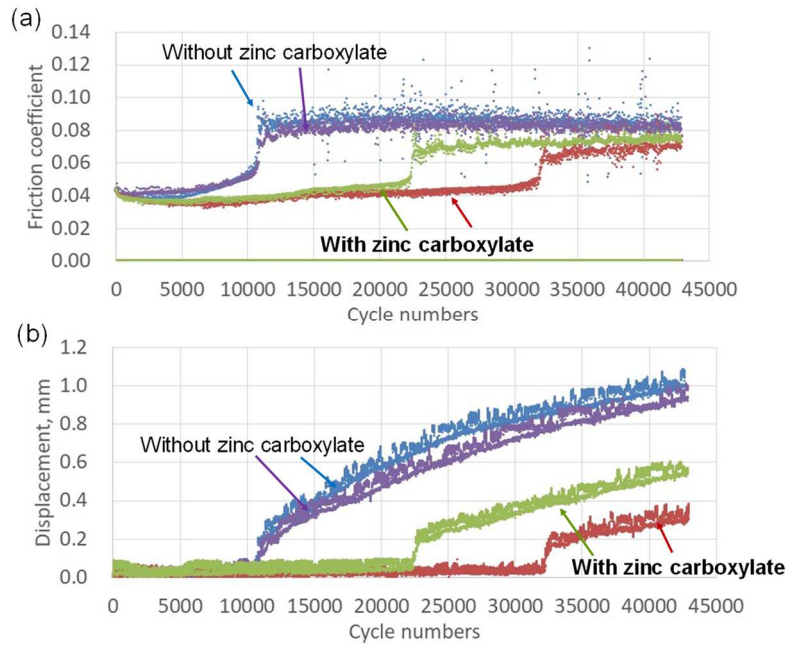 (a)
0.14
0.12
0.10
0.08
0.06
0.04
0.02
0.00
Friction coefficient
Without zinc carboxylate
With zinc carboxylate
0 5000 10000 15000 20000 25000 30000 35000 40000 45000
Cycle numbers
(b)
1.2
1.0
0.8
0.6
0.4
0.2
0.0
Displacement, mm
Without zinc carboxylate
With zinc carboxylate
0 5000 10000 15000 20000 25000 30000 35000 40000 45000
Cycle numbers